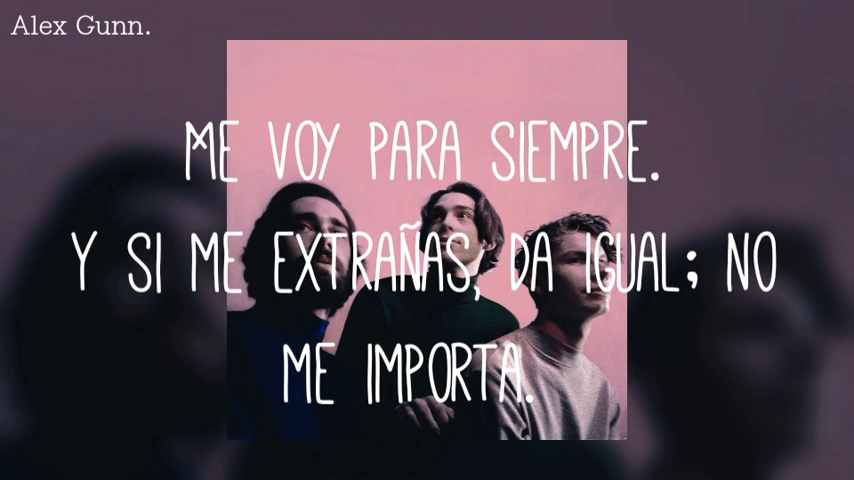 Alex Gunn.
ME VOY PARA SIEMPRE.
Y SI ME EXTRAÑAS, DA IGUAL; NO
ME IMPORTA.